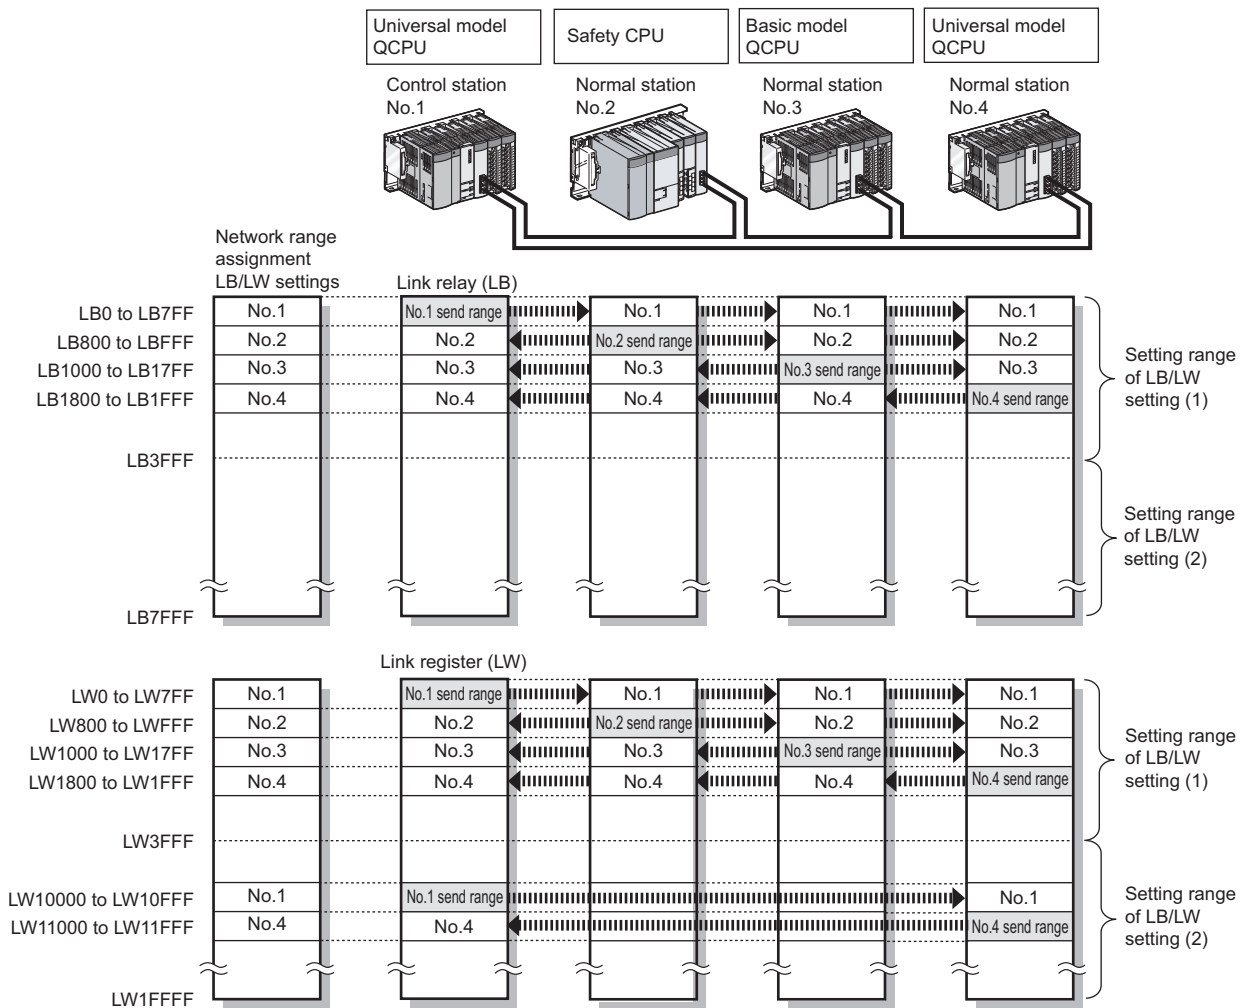 Universal model
QCPU
Safety CPU
Basic model
QCPU
Universal model
QCPU
Control station
No.1
Normal station
No.2
Normal station
No.3
Normal station
No.4
Network range
assignment
LB/LW settings
Link relay (LB)
LB0 to LB7FF No.1 No.1 send range No.1 No.1 No.1
LB800 to LBFFF No.2 No.2 No.2 send range No.2 No.2
LB1000 to LB17FF No.3 No.3 No.3 No.3 send range No.3
LB1800 to LB1FFF No.4 No.4 No.4 No.4 No.4 send range
Setting range
of LB/LW
setting (1)
LB3FFF
Setting range
of LB/LW
setting (2)
LB7FFF
Link register (LW)
LW0 to LW7FF No.1 No.1 send range No.1 No.1 No.1
LW800 to LWFFF No.2 No.2 No.2 send range No.2 No.2
LW1000 to LW17FF No.3 No.3 No.3 No.3 send range No.3
LW1800 to LW1FFF No.4 No.4 No.4 No.4 No.4 send range
Setting range
of LB/LW
setting (1)
LW3FFF
LW10000 to LW10FFF No.1 No.1 send range No.1
LW11000 to LW11FFF No.4 No.4 No.4 send range
Setting range
of LB/LW
setting (2)
LW1FFFF